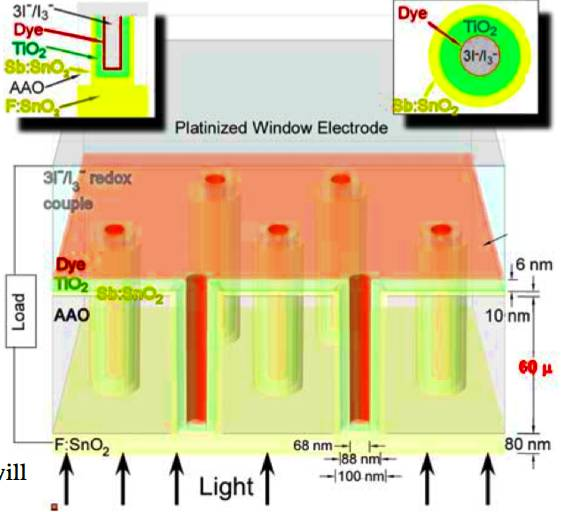 3I⁻/I₃⁻
Dye
TiO₂
Sb:SnO₂
AAO
F:SnO₂
Dye
TiO₂
3I⁻/I₃⁻
Sb:SnO₂
Platinized Window Electrode
3I⁻/I₃⁻ redox
couple
Dye
TiO₂
Sb:SnO₂
AAO
Load
6 nm
10 nm
60 μ
F:SnO₂
80 nm
68 nm
88 nm
100 nm
Light
will